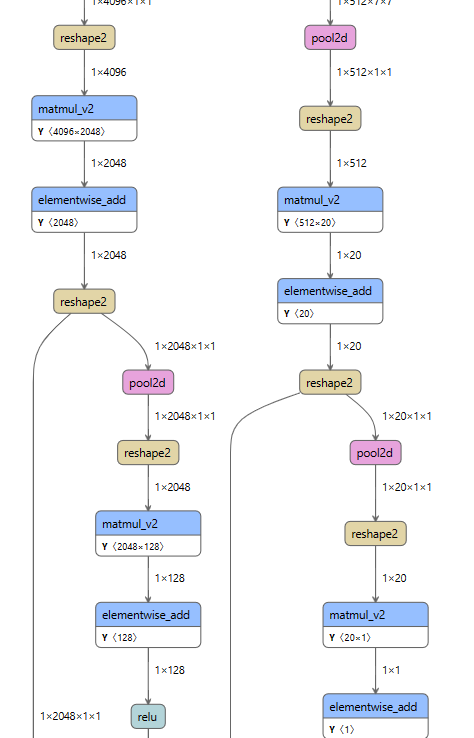 1×4096×1×1
reshape2
1×4096
matmul_v2
Y ⟨4096×2048⟩
1×2048
elementwise_add
Y ⟨2048⟩
1×2048
reshape2
1×2048×1×1
pool2d
1×2048×1×1
reshape2
1×2048
matmul_v2
Y ⟨2048×128⟩
1×128
elementwise_add
Y ⟨128⟩
1×128
1×2048×1×1
relu
1×512×7×7
pool2d
1×512×1×1
reshape2
1×512
matmul_v2
Y ⟨512×20⟩
1×20
elementwise_add
Y ⟨20⟩
1×20
reshape2
1×20×1×1
pool2d
1×20×1×1
reshape2
1×20
matmul_v2
Y ⟨20×1⟩
1×1
elementwise_add
Y ⟨1⟩